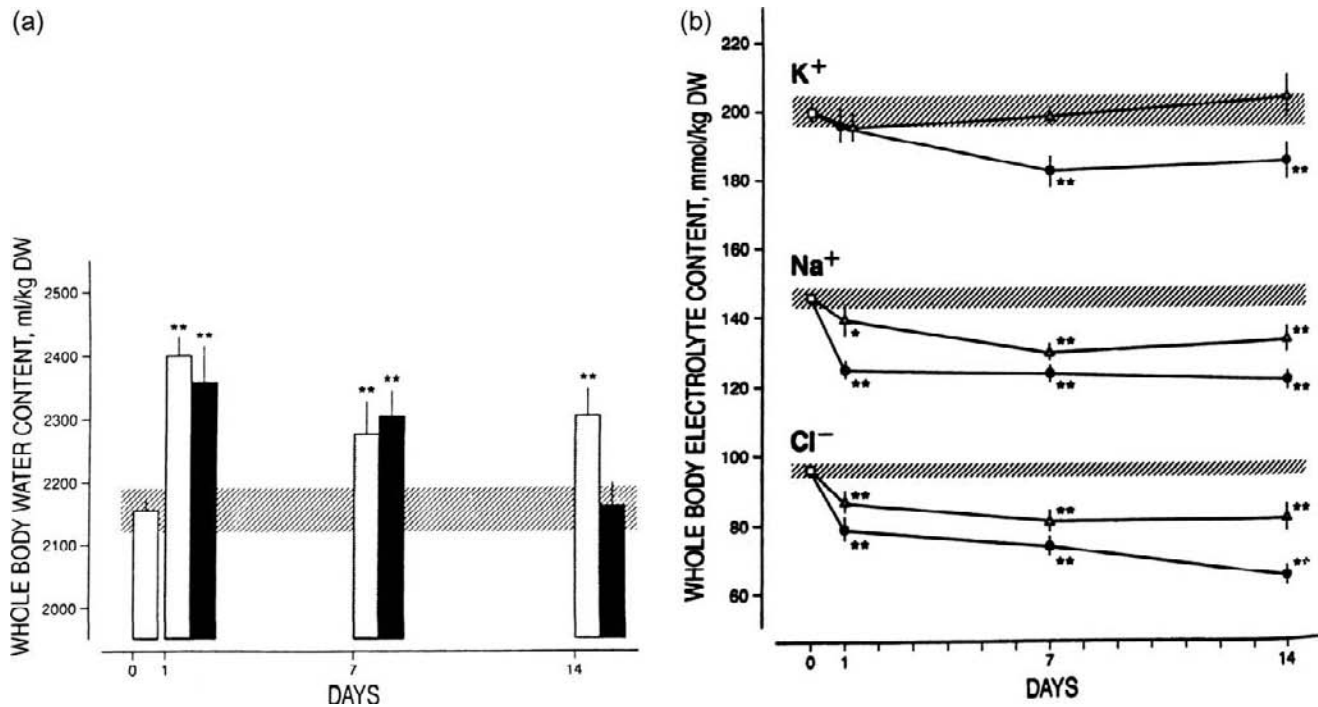 (a)
WHOLE BODY WATER CONTENT, ml/kg DW
2500
2400
2300
2200
2100
2000
** **
** **
**
0 1 7 14
DAYS
(b)
WHOLE BODY ELECTROLYTE CONTENT, mmol/kg DW
220
200
180
160
140
120
100
80
60
K+
** **
Na+
* ** **
** ** **
Cl−
** ** **
** ** **
0 1 7 14
DAYS